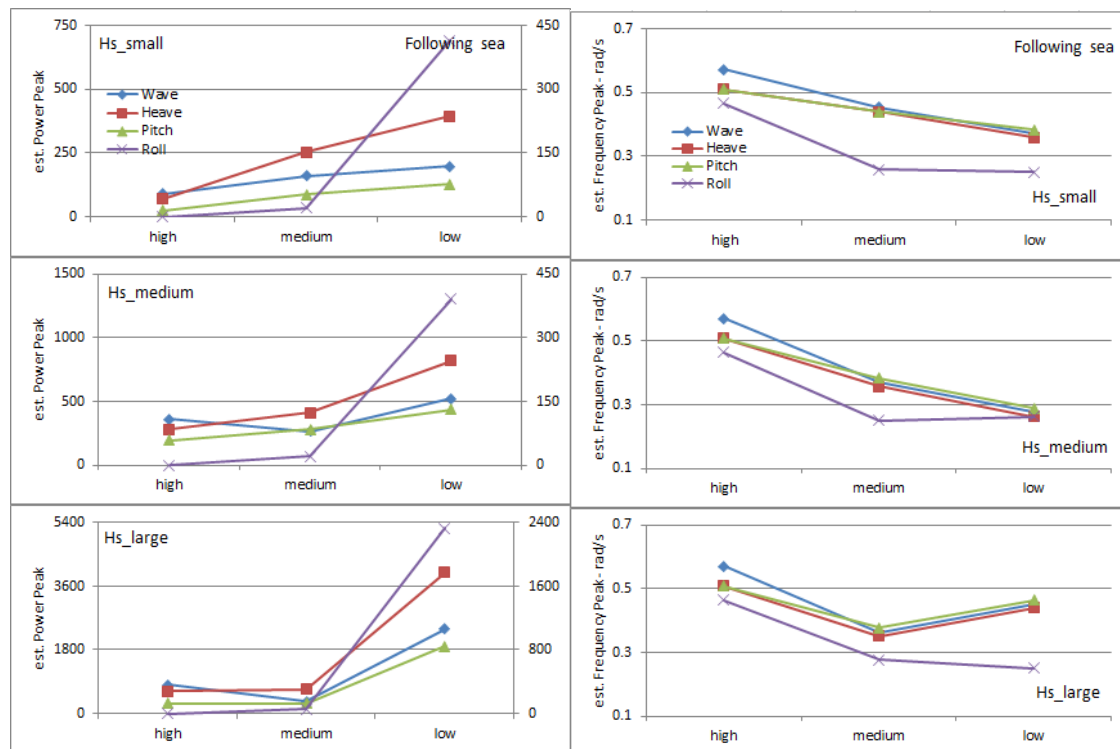 Hs_small
Following sea
750
500
250
0
450
300
150
0
est. Power Peak
Wave
Heave
Pitch
Roll
high medium low
Following sea
0.7
0.5
0.3
0.1
est. Frequency Peak - rad/s
Wave
Heave
Pitch
Roll
Hs_small
high medium low
Hs_medium
1500
1000
500
0
450
300
150
0
est. Power Peak
high medium low
0.7
0.5
0.3
0.1
est. Frequency Peak - rad/s
Hs_medium
high medium low
Hs_large
5400
3600
1800
0
2400
1600
800
0
est. Power Peak
high medium low
0.7
0.5
0.3
0.1
est. Frequency Peak - rad/s
Hs_large
high medium low